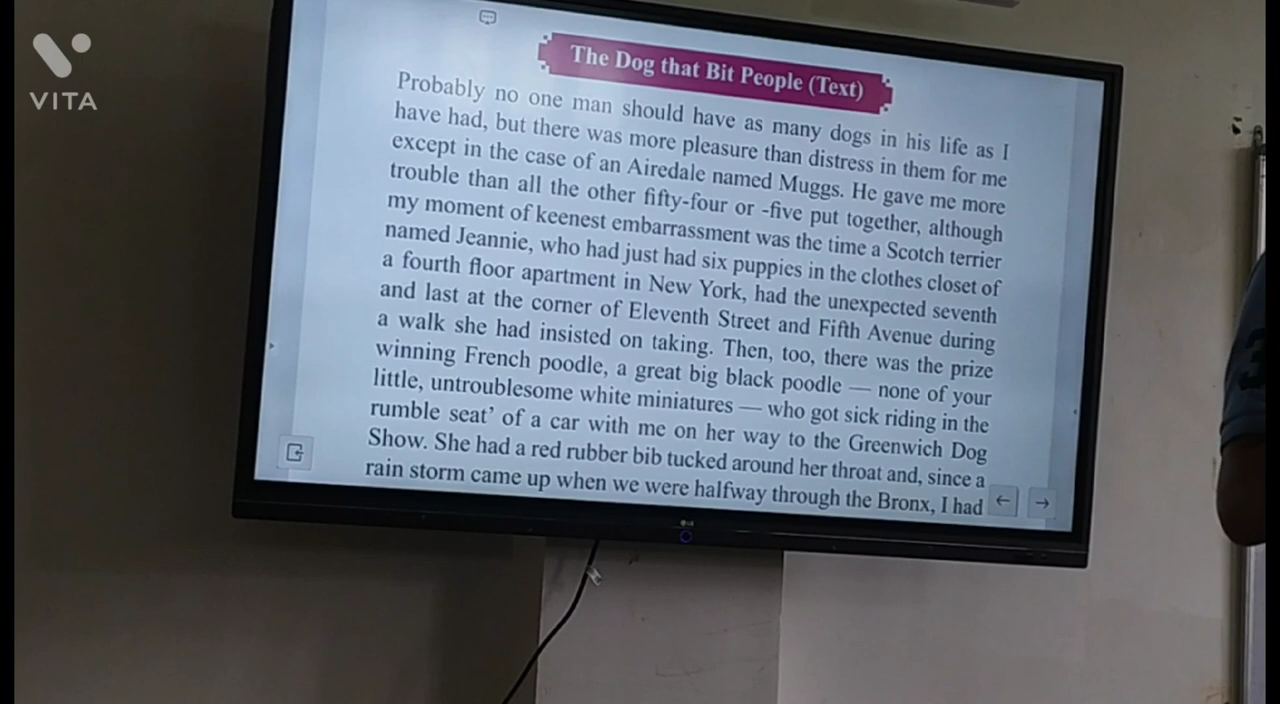 VITA
The Dog that Bit People (Text)
Probably no one man should have as many dogs in his life as I
have had, but there was more pleasure than distress in them for me
except in the case of an Airedale named Muggs. He gave me more
trouble than all the other fifty-four or -five put together, although
my moment of keenest embarrassment was the time a Scotch terrier
named Jeannie, who had just had six puppies in the clothes closet of
a fourth floor apartment in New York, had the unexpected seventh
and last at the corner of Eleventh Street and Fifth Avenue during
a walk she had insisted on taking. Then, too, there was the prize
winning French poodle, a great big black poodle — none of your
little, untroublesome white miniatures — who got sick riding in the
rumble seat’ of a car with me on her way to the Greenwich Dog
Show. She had a red rubber bib tucked around her throat and, since a
rain storm came up when we were halfway through the Bronx, I had
LG
3